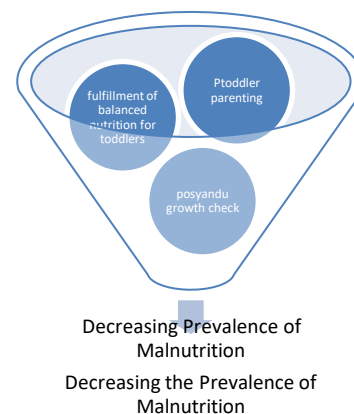 fulfillment of
balanced
nutrition for
toddlers
Ptoddler
parenting
posyandu
growth check
Decreasing Prevalence of
Malnutrition
Decreasing the Prevalence of
Malnutrition